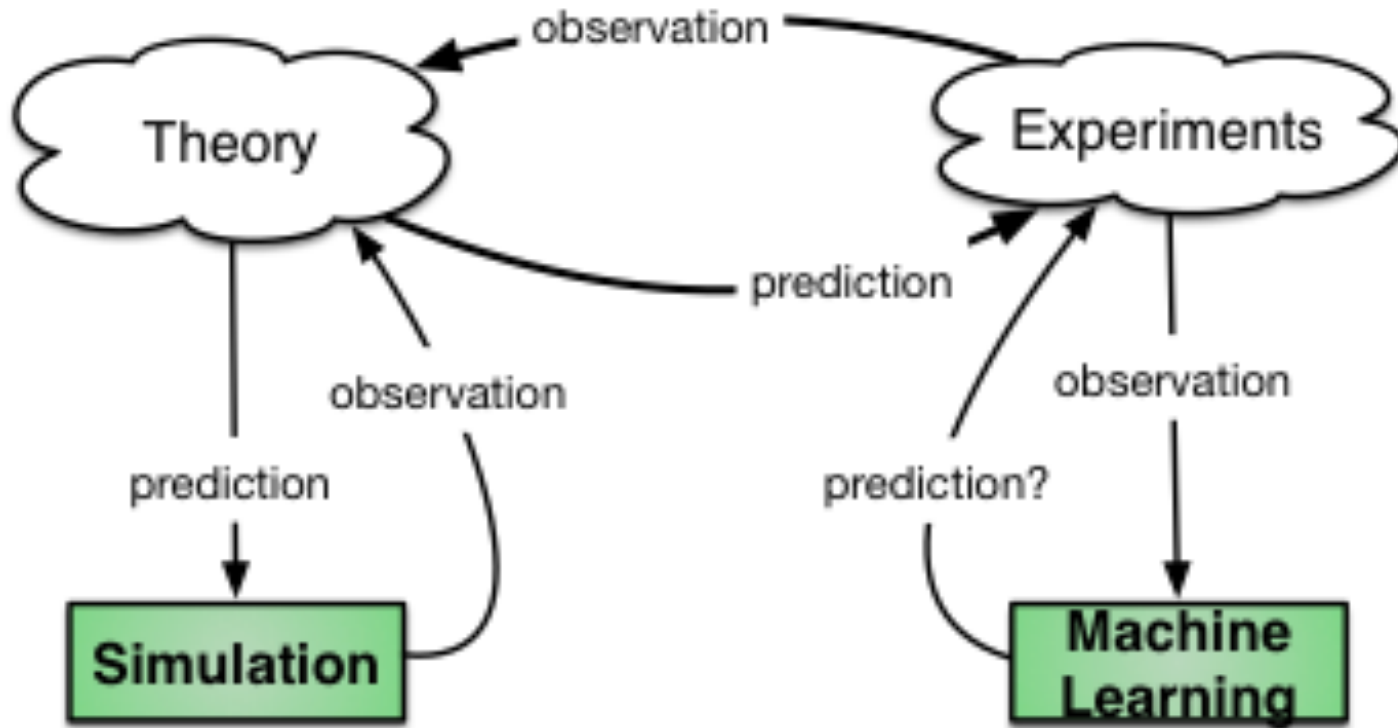 observation
Theory
Experiments
prediction
observation
observation
prediction
prediction?
Simulation
Machine
Learning